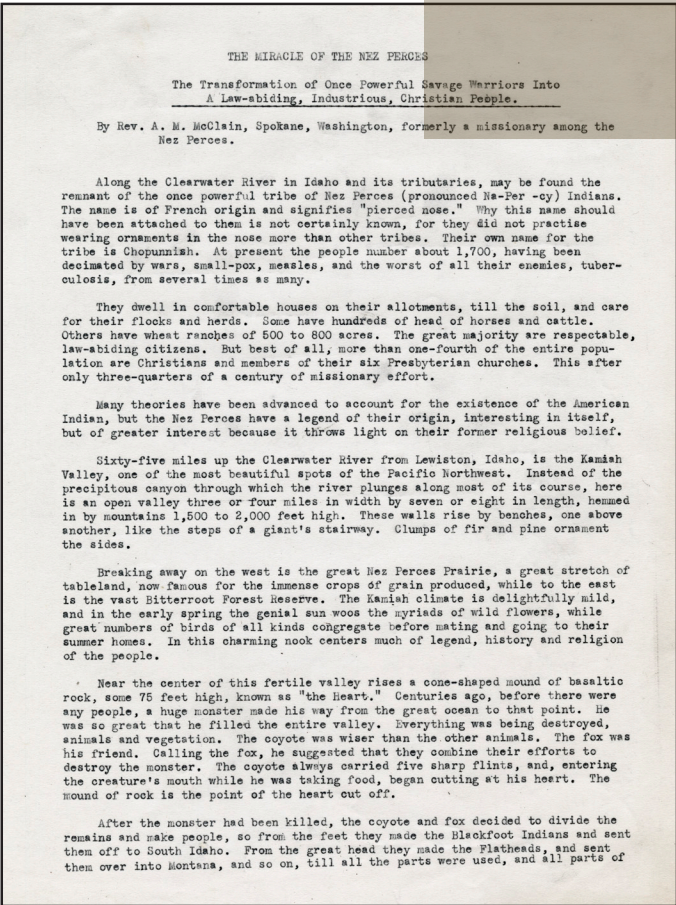 THE MIRACLE OF THE NEZ PERCES
The Transformation of Once Powerful Savage Warriors Into
A Law-abiding, Industrious, Christian People.
By Rev. A. M. McClain, Spokane, Washington, formerly a missionary among the
Nez Perces.
Along the Clearwater River in Idaho and its tributaries, may be found the
remnant of the once powerful tribe of Nez Perces (pronounced Na-Per -cy) Indians.
The name is of French origin and signifies "pierced nose." Why this name should
have been attached to them is not certainly known, for they did not practise
wearing ornaments in the nose more than other tribes. Their own name for the
tribe is Chopunnish. At present the people number about 1,700, having been
decimated by wars, small-pox, measles, and the worst of all their enemies, tuber-
culosis, from several times as many.
They dwell in comfortable houses on their allotments, till the soil, and care
for their flocks and herds. Some have hundreds of head of horses and cattle.
Others have wheat ranches of 500 to 800 acres. The great majority are respectable,
law-abiding citizens. But best of all, more than one-fourth of the entire popu-
lation are Christians and members of their six Presbyterian churches. This after
only three-quarters of a century of missionary effort.
Many theories have been advanced to account for the existence of the American
Indian, but the Nez Perces have a legend of their origin, interesting in itself,
but of greater interest because it throws light on their former religious belief.
Sixty-five miles up the Clearwater River from Lewiston, Idaho, is the Kamiah
Valley, one of the most beautiful spots of the Pacific Northwest. Instead of the
precipitous canyon through which the river plunges along most of its course, here
is an open valley three or four miles in width by seven or eight in length, hemmed
in by mountains 1,500 to 2,000 feet high. These walls rise by benches, one above
another, like the steps of a giant's stairway. Clumps of fir and pine ornament
the sides.
Breaking away on the west is the great Nez Perces Prairie, a great stretch of
tableland, now famous for the immense crops of grain produced, while to the east
is the vast Bitterroot Forest Reserve. The Kamiah climate is delightfully mild,
and in the early spring the genial sun woos the myriads of wild flowers, while
great numbers of birds of all kinds congregate before mating and going to their
summer homes. In this charming nook centers much of legend, history and religion
of the people.
Near the center of this fertile valley rises a cone-shaped mound of basaltic
rock, some 75 feet high, known as "the Heart." Centuries ago, before there were
any people, a huge monster made his way from the great ocean to that point. He
was so great that he filled the entire valley. Everything was being destroyed,
animals and vegetstion. The coyote was wiser than the other animals. The fox was
his friend. Calling the fox, he suggested that they combine their efforts to
destroy the monster. The coyote always carried five sharp flints, and, entering
the creature's mouth while he was taking food, began cutting at his heart. The
mound of rock is the point of the heart cut off.
After the monster had been killed, the coyote and fox decided to divide the
remains and make people, so from the feet they made the Blackfoot Indians and sent
them off to South Idaho. From the great head they made the Flatheads, and sent
them over into Montana, and so on, till all the parts were used, and all parts of